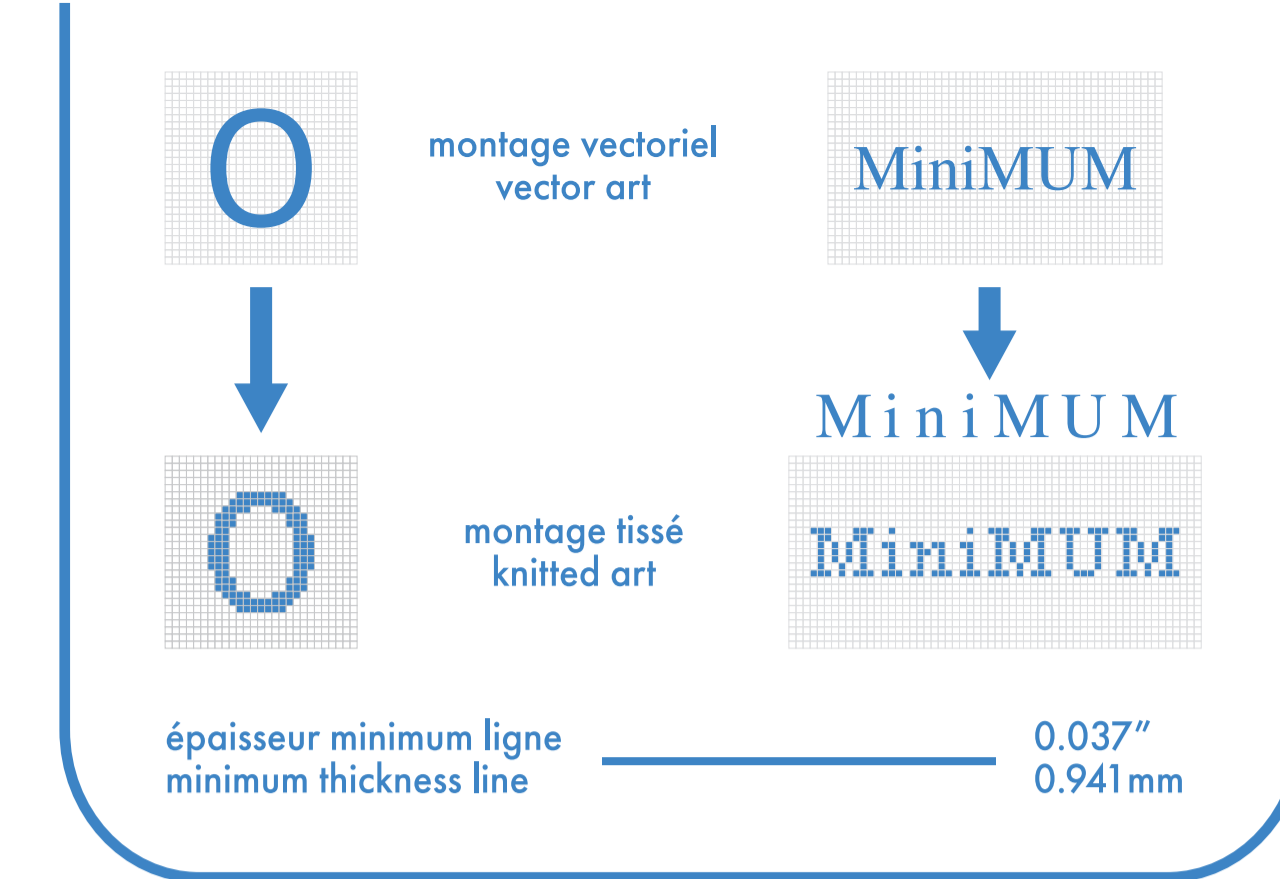 O
montage vectoriel
vector art
MiniMUM
MiniMUM
O
montage tissé
knitted art
MiniMUM
épaisseur minimum ligne
minimum thickness line
0.037″
0.941mm